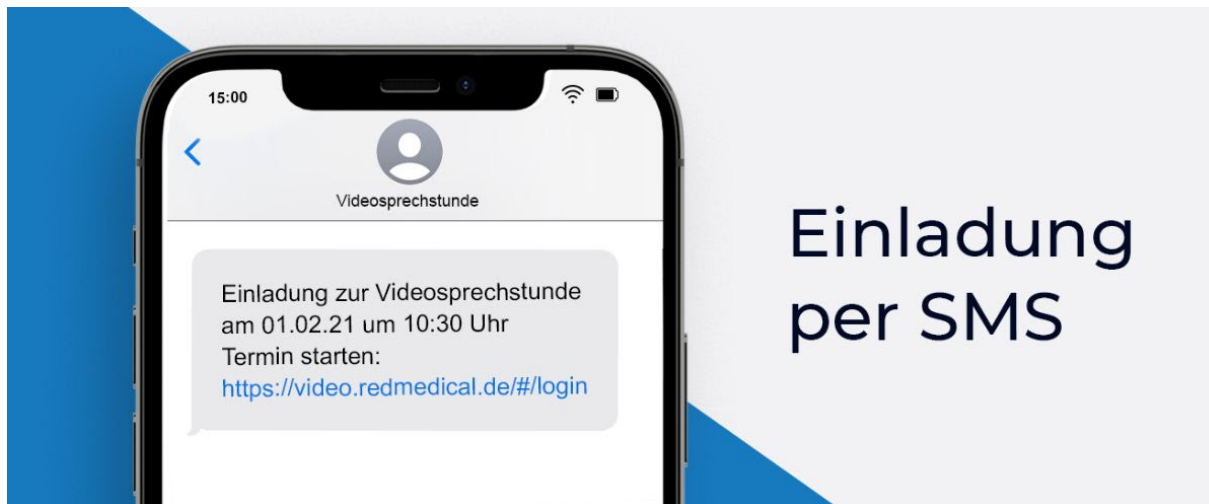 15:00
Videosprechstunde
Einladung zur Videosprechstunde
am 01.02.21 um 10:30 Uhr
Termin starten:
https://video.redmedical.de/#/login
Einladung
per SMS